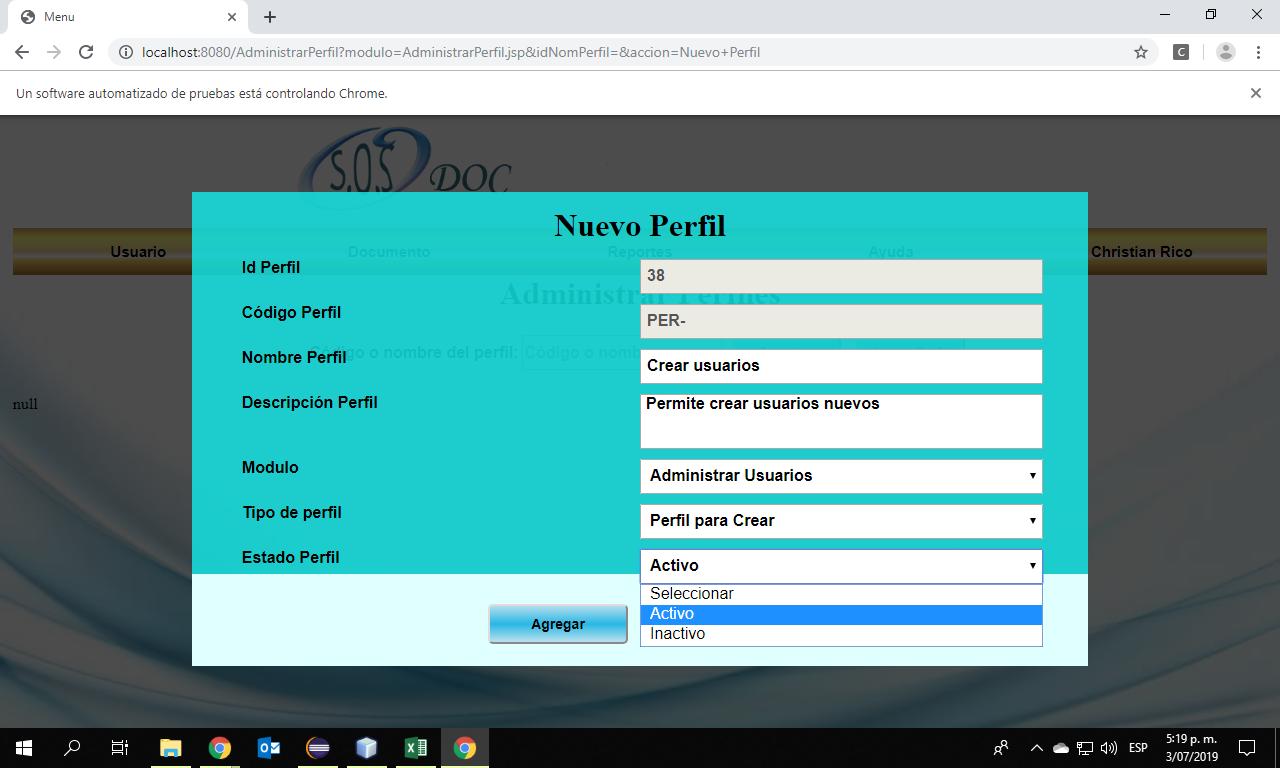 Menu
localhost:8080/AdministrarPerfil?modulo=AdministrarPerfil.jsp&idNomPerfil=&accion=Nuevo+Perfil
C
Un software automatizado de pruebas está controlando Chrome.
S.O.S DOC
Nuevo Perfil
Usuario Documento Reportes Ayuda Christian Rico
Id Perfil 38
Administrar Perfiles
Código Perfil PER-
Código o nombre del perfil:
Nombre Perfil Crear usuarios
null
Descripción Perfil Permite crear usuarios nuevos
Modulo Administrar Usuarios
Tipo de perfil Perfil para Crear
Estado Perfil Activo
Seleccionar
Activo
Inactivo
Agregar
ESP
5:19 p. m.
3/07/2019